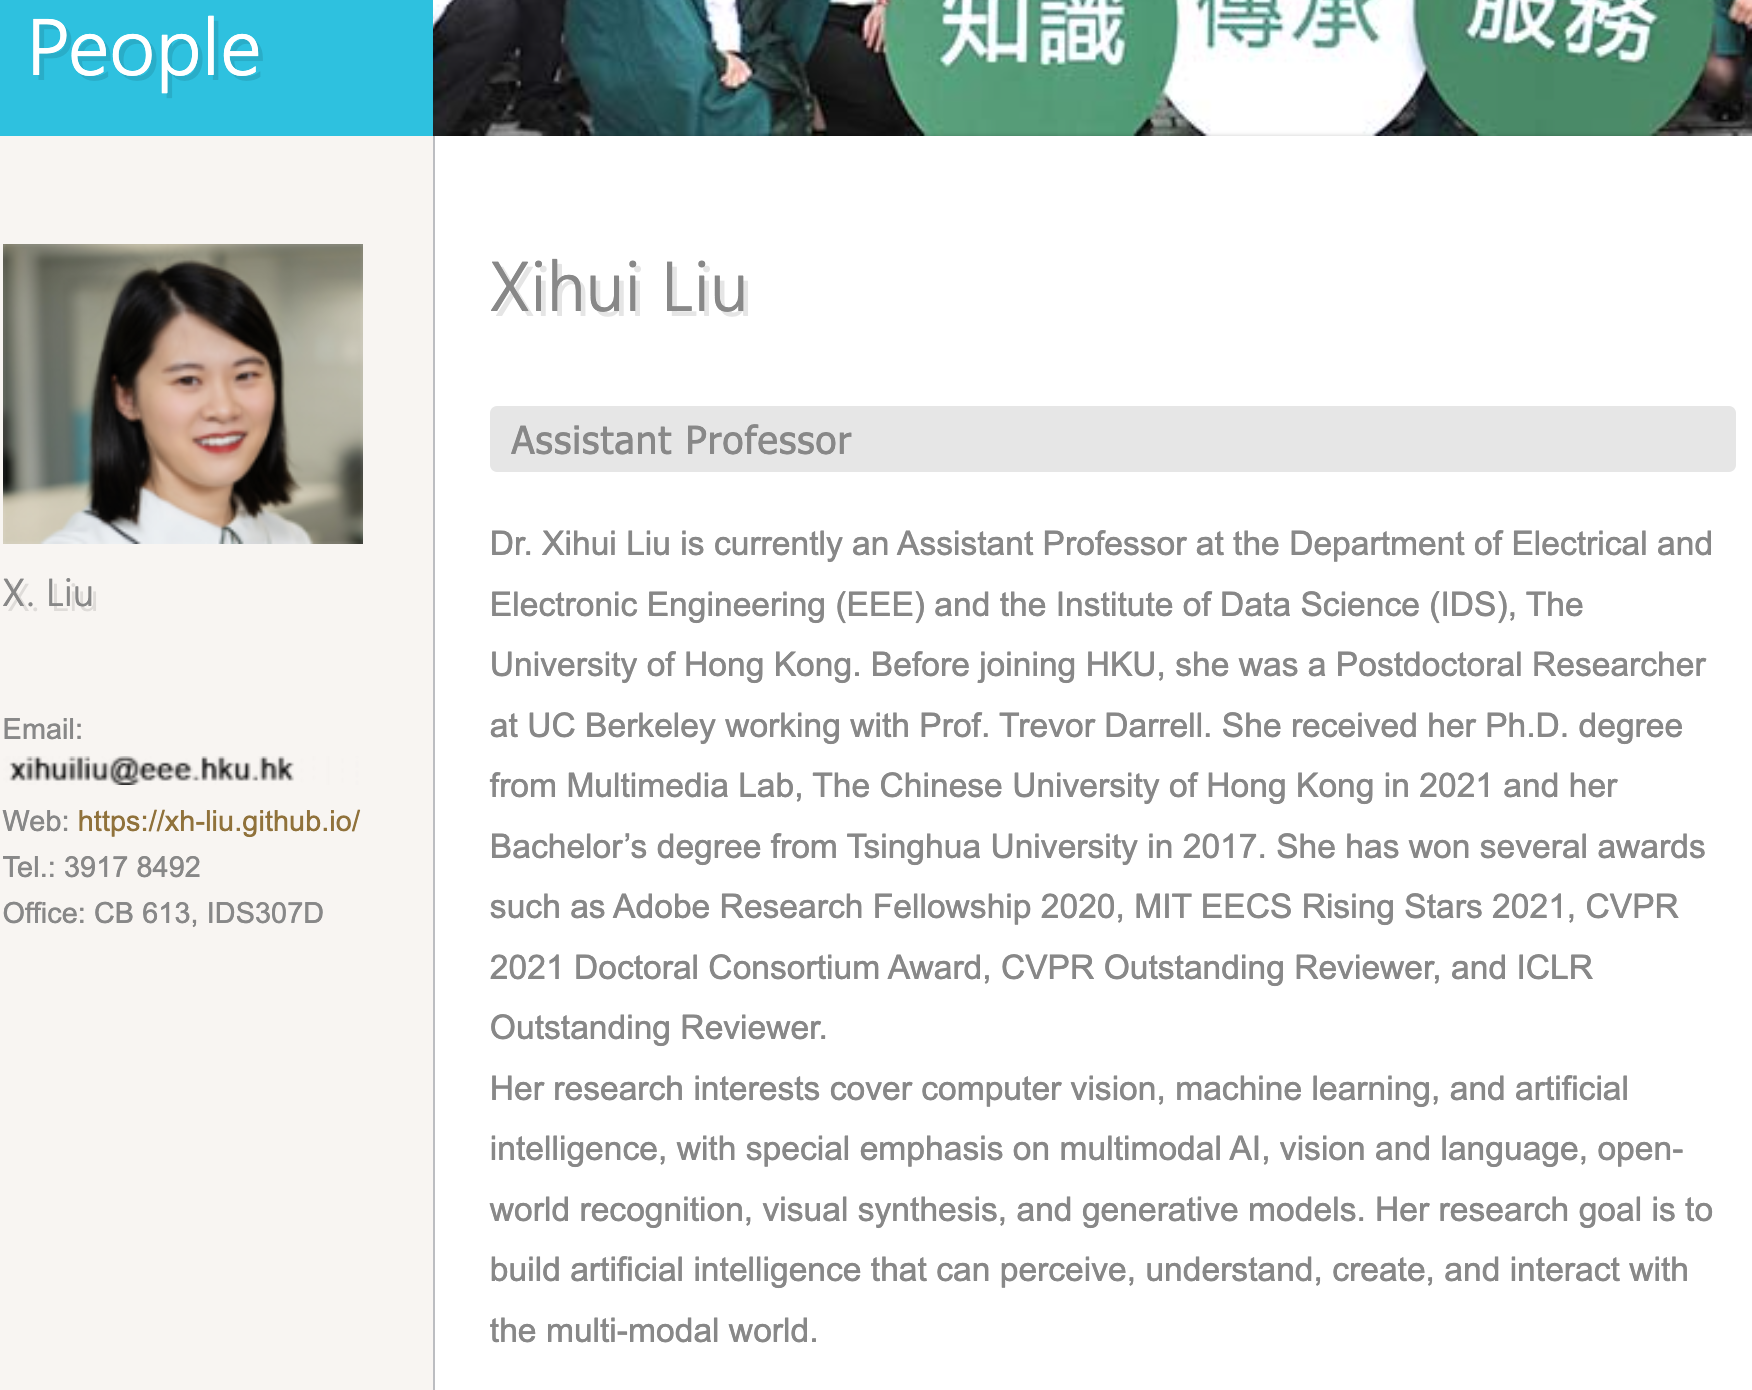 People
知識
傳承
服務
Xihui Liu
Assistant Professor
X. Liu
Email:
xihuiliu@eee.hku.hk
Web: https://xh-liu.github.io/
Tel.: 3917 8492
Office: CB 613, IDS307D
Dr. Xihui Liu is currently an Assistant Professor at the Department of Electrical and
Electronic Engineering (EEE) and the Institute of Data Science (IDS), The
University of Hong Kong. Before joining HKU, she was a Postdoctoral Researcher
at UC Berkeley working with Prof. Trevor Darrell. She received her Ph.D. degree
from Multimedia Lab, The Chinese University of Hong Kong in 2021 and her
Bachelor’s degree from Tsinghua University in 2017. She has won several awards
such as Adobe Research Fellowship 2020, MIT EECS Rising Stars 2021, CVPR
2021 Doctoral Consortium Award, CVPR Outstanding Reviewer, and ICLR
Outstanding Reviewer.
Her research interests cover computer vision, machine learning, and artificial
intelligence, with special emphasis on multimodal AI, vision and language, open-
world recognition, visual synthesis, and generative models. Her research goal is to
build artificial intelligence that can perceive, understand, create, and interact with
the multi-modal world.